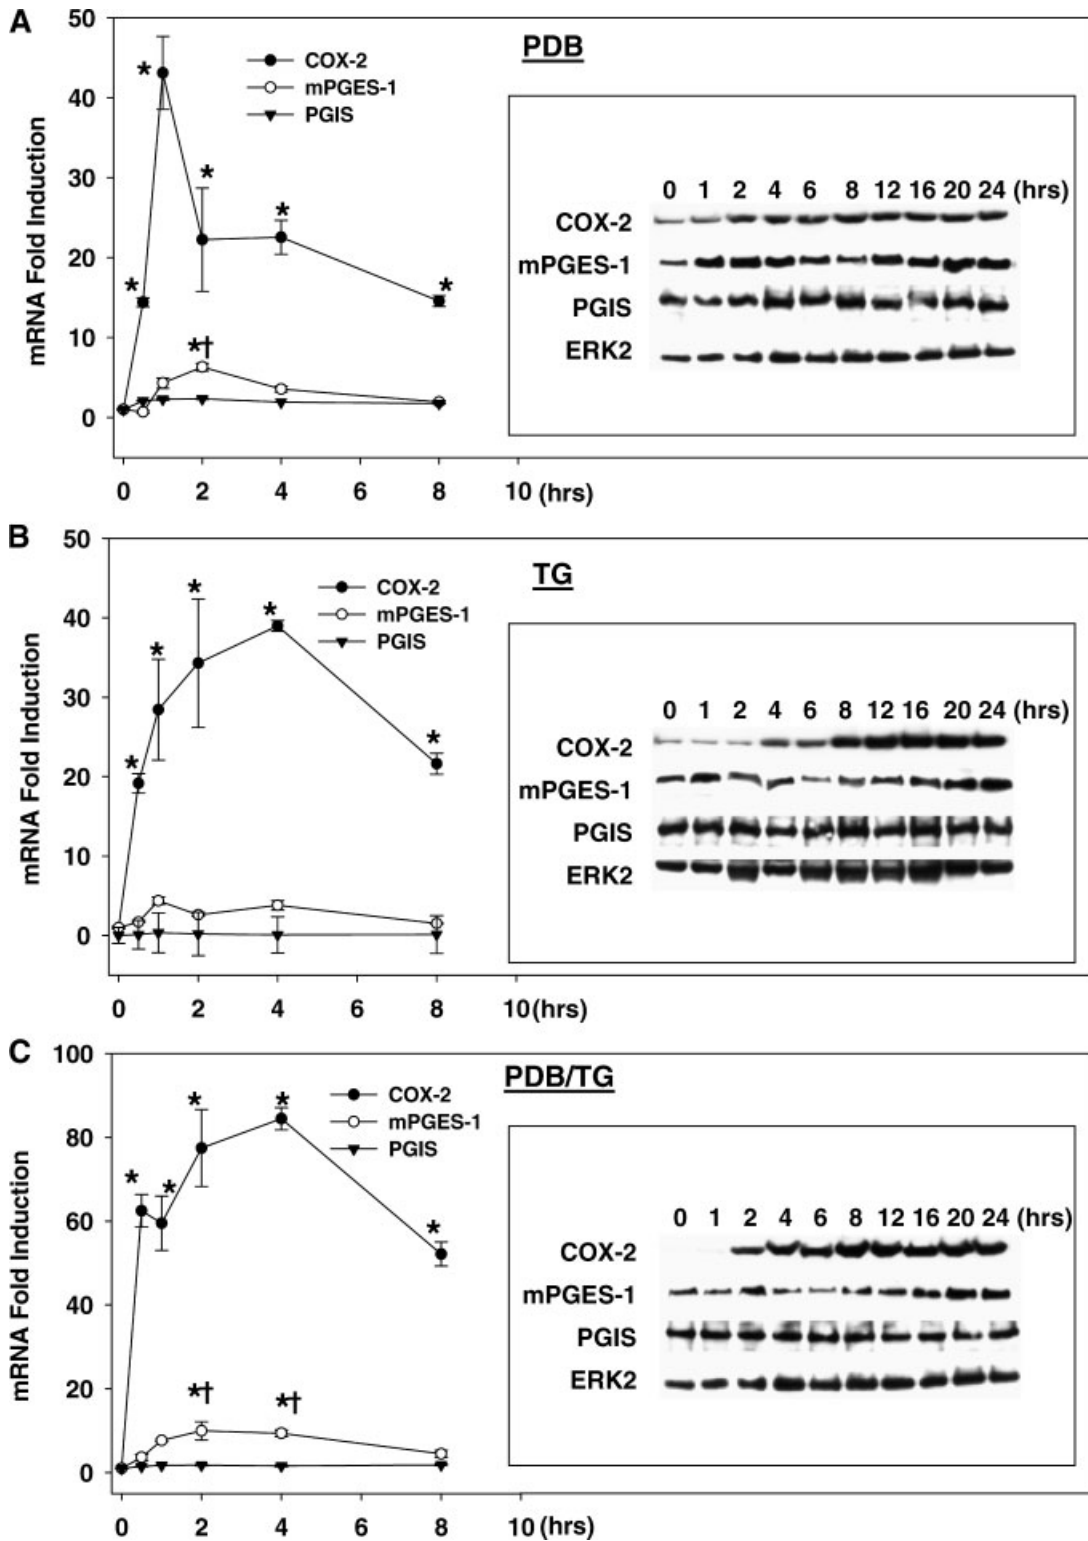 A
PDB
50
40
30
20
10
0
mRNA Fold Induction
COX-2
mPGES-1
PGIS
*
*
*
*
*
*†
0 2 4 6 8 10 (hrs)
0 1 2 4 6 8 12 16 20 24 (hrs)
COX-2
mPGES-1
PGIS
ERK2
B
TG
50
40
30
20
10
0
mRNA Fold Induction
COX-2
mPGES-1
PGIS
*
*
*
*
*
0 2 4 6 8 10 (hrs)
0 1 2 4 6 8 12 16 20 24 (hrs)
COX-2
mPGES-1
PGIS
ERK2
C
PDB/TG
100
80
60
40
20
0
mRNA Fold Induction
COX-2
mPGES-1
PGIS
*
*
*
*
*
*†
*†
0 2 4 6 8 10 (hrs)
0 1 2 4 6 8 12 16 20 24 (hrs)
COX-2
mPGES-1
PGIS
ERK2